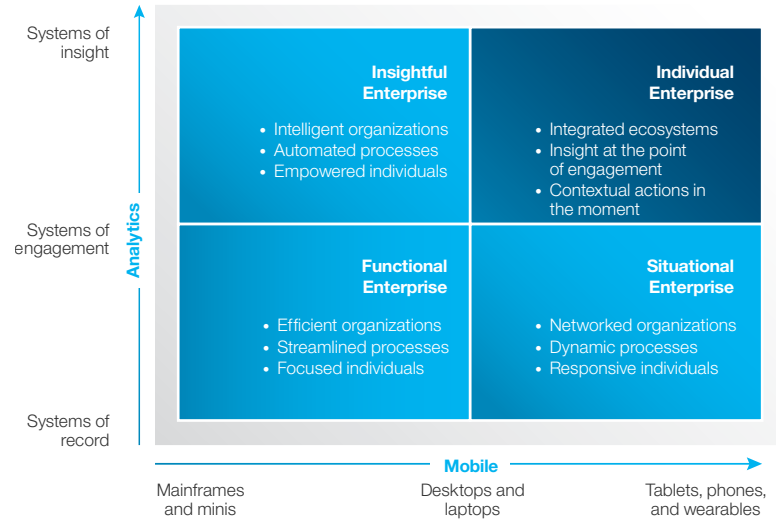 Systems of
insight
Insightful
Enterprise
• Intelligent organizations
• Automated processes
• Empowered individuals
Individual
Enterprise
• Integrated ecosystems
• Insight at the point
of engagement
• Contextual actions in
the moment
Systems of
engagement
Analytics
Functional
Enterprise
• Efficient organizations
• Streamlined processes
• Focused individuals
Situational
Enterprise
• Networked organizations
• Dynamic processes
• Responsive individuals
Systems of
record
Mobile
Mainframes
and minis
Desktops and
laptops
Tablets, phones,
and wearables